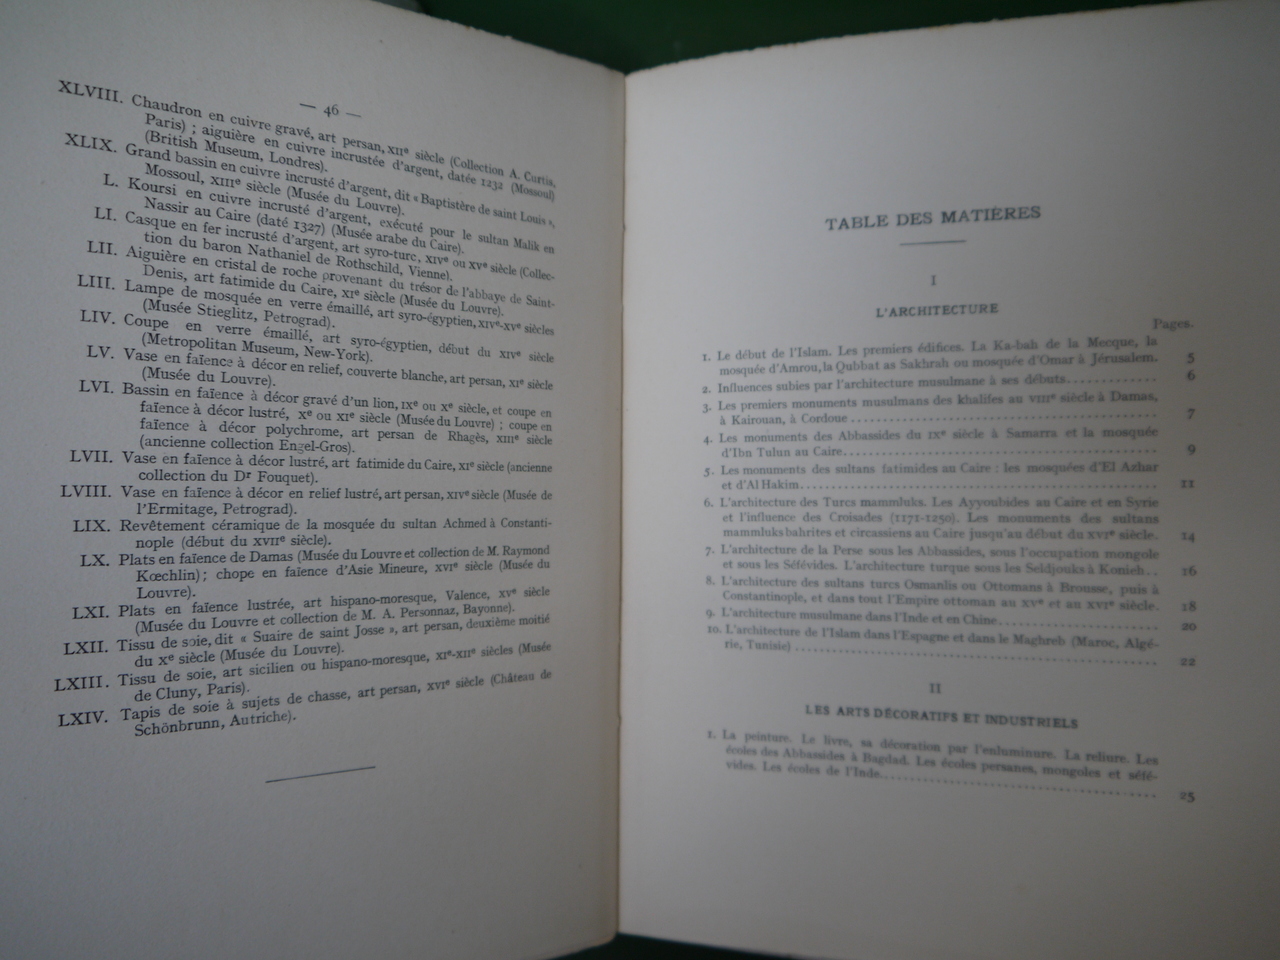 — 46 —
XLVIII. Chaudron en cuivre gravé, art persan, XIIe siècle (Collection A. Curtis,
Paris) ; aiguière en cuivre incrustée d'argent, datée 1232 (Mossoul)
(British Museum, Londres).
XLIX. Grand bassin en cuivre incrusté d'argent, dit « Baptistère de saint Louis »,
Mossoul, XIIIe siècle (Musée du Louvre).
L. Koursi en cuivre incrusté d'argent, exécuté pour le sultan Malik en
Nassir au Caire (daté 1327) (Musée arabe du Caire).
LI. Casque en fer incrusté d'argent, art syro-turc, XIVe ou XVe siècle (Collec-
tion du baron Nathaniel de Rothschild, Vienne).
LII. Aiguière en cristal de roche provenant du trésor de l'abbaye de Saint-
Denis, art fatimide du Caire, XIe siècle (Musée du Louvre).
LIII. Lampe de mosquée en verre émaillé, art syro-égyptien, XIVe-XVe siècles
(Musée Stieglitz, Petrograd).
LIV. Coupe en verre émaillé, art syro-égyptien, début du XIVe siècle
(Metropolitan Museum, New-York).
LV. Vase en faïence à décor en relief, couverte blanche, art persan, XIe siècle
(Musée du Louvre).
LVI. Bassin en faïence à décor gravé d'un lion, IXe ou Xe siècle, et coupe en
faïence à décor lustré, Xe ou XIe siècle (Musée du Louvre) ; coupe en
faïence à décor polychrome, art persan de Rhagès, XIIIe siècle
(ancienne collection Engel-Gros).
LVII. Vase en faïence à décor lustré, art fatimide du Caire, XIe siècle (ancienne
collection du Dr Fouquet).
LVIII. Vase en faïence à décor en relief lustré, art persan, XIVe siècle (Musée de
l'Ermitage, Petrograd).
LIX. Revêtement céramique de la mosquée du sultan Achmed à Constanti-
nople (début du XVIIe siècle).
LX. Plats en faïence de Damas (Musée du Louvre et collection de M. Raymond
Kœchlin) ; chope en faïence d'Asie Mineure, XVIe siècle (Musée du
Louvre).
LXI. Plats en faïence lustrée, art hispano-moresque, Valence, XVe siècle
(Musée du Louvre et collection de M. A. Personnaz, Bayonne).
LXII. Tissu de soie, dit « Suaire de saint Josse », art persan, deuxième moitié
du Xe siècle (Musée du Louvre).
LXIII. Tissu de soie, art sicilien ou hispano-moresque, XIe-XIIe siècles (Musée
de Cluny, Paris).
LXIV. Tapis de soie à sujets de chasse, art persan, XVIe siècle (Château de
Schönbrunn, Autriche).
TABLE DES MATIÈRES
I
L'ARCHITECTURE
Pages.
1. Le début de l'Islam. Les premiers édifices. La Ka-bah de la Mecque, la
mosquée d'Amrou, la Qubbat as Sakhrah ou mosquée d'Omar à Jérusalem. 5
2. Influences subies par l'architecture musulmane à ses débuts............. 6
3. Les premiers monuments musulmans des khalifes au VIIIe siècle à Damas,
à Kairouan, à Cordoue ............................................ 7
4. Les monuments des Abbassides du IXe siècle à Samarra et la mosquée
d'Ibn Tulun au Caire............................................. 9
5. Les monuments des sultans fatimides au Caire : les mosquées d'El Azhar
et d'Al Hakim................................................... 11
6. L'architecture des Turcs mammluks. Les Ayyoubides au Caire et en Syrie
et l'influence des Croisades (1171-1250). Les monuments des sultans
mammluks bahrites et circassiens au Caire jusqu'au début du XVIe siècle. 14
7. L'architecture de la Perse sous les Abbassides, sous l'occupation mongole
et sous les Séfévides. L'architecture turque sous les Seldjouks à Konieh.. 16
8. L'architecture des sultans turcs Osmanlis ou Ottomans à Brousse, puis à
Constantinople, et dans tout l'Empire ottoman au XVe et au XVIe siècle. 18
9. L'architecture musulmane dans l'Inde et en Chine..................... 20
10. L'architecture de l'Islam dans l'Espagne et dans le Maghreb (Maroc, Algé-
rie, Tunisie) ................................................... 22
II
LES ARTS DÉCORATIFS ET INDUSTRIELS
1. La peinture. Le livre, sa décoration par l'enluminure. La reliure. Les
écoles des Abbassides à Bagdad. Les écoles persanes, mongoles et séfé-
vides. Les écoles de l'Inde....................................... 25